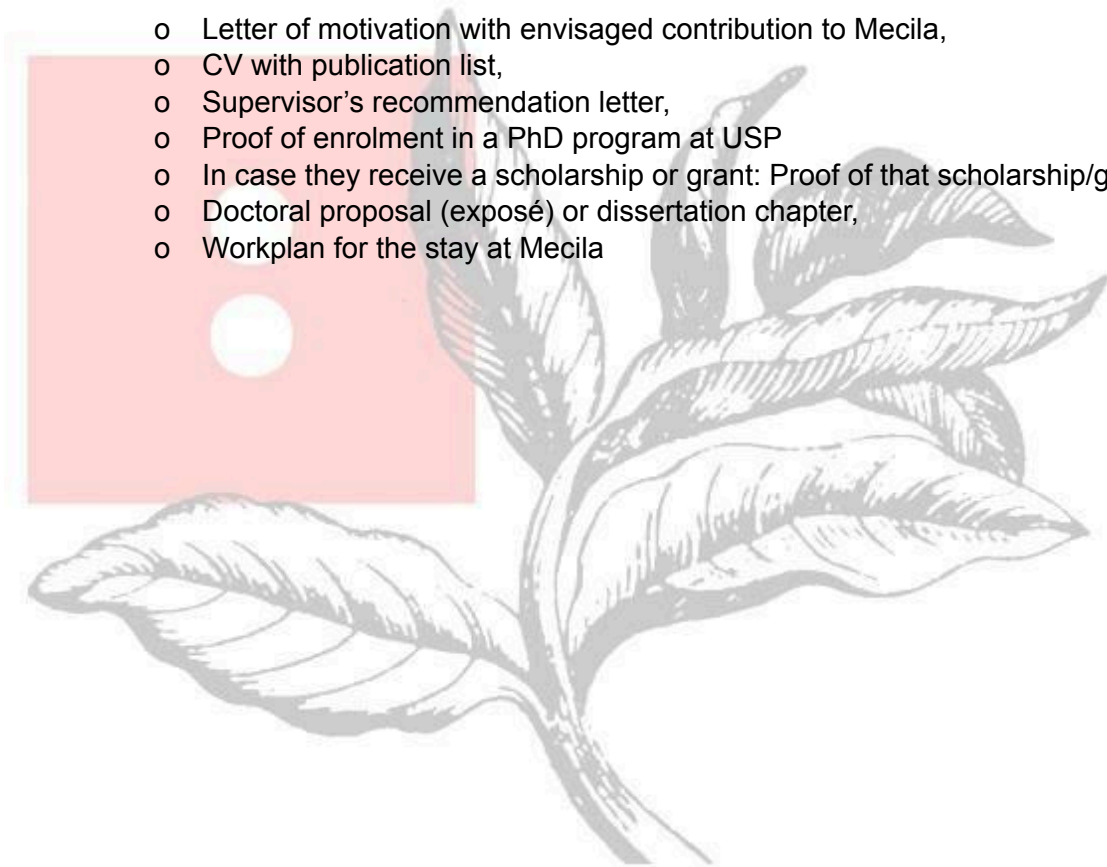 o Letter of motivation with envisaged contribution to Mecila,
o CV with publication list,
o Supervisor's recommendation letter,
o Proof of enrolment in a PhD program at USP
o In case they receive a scholarship or grant: Proof of that scholarship/g
o Doctoral proposal (exposé) or dissertation chapter,
o Workplan for the stay at Mecila